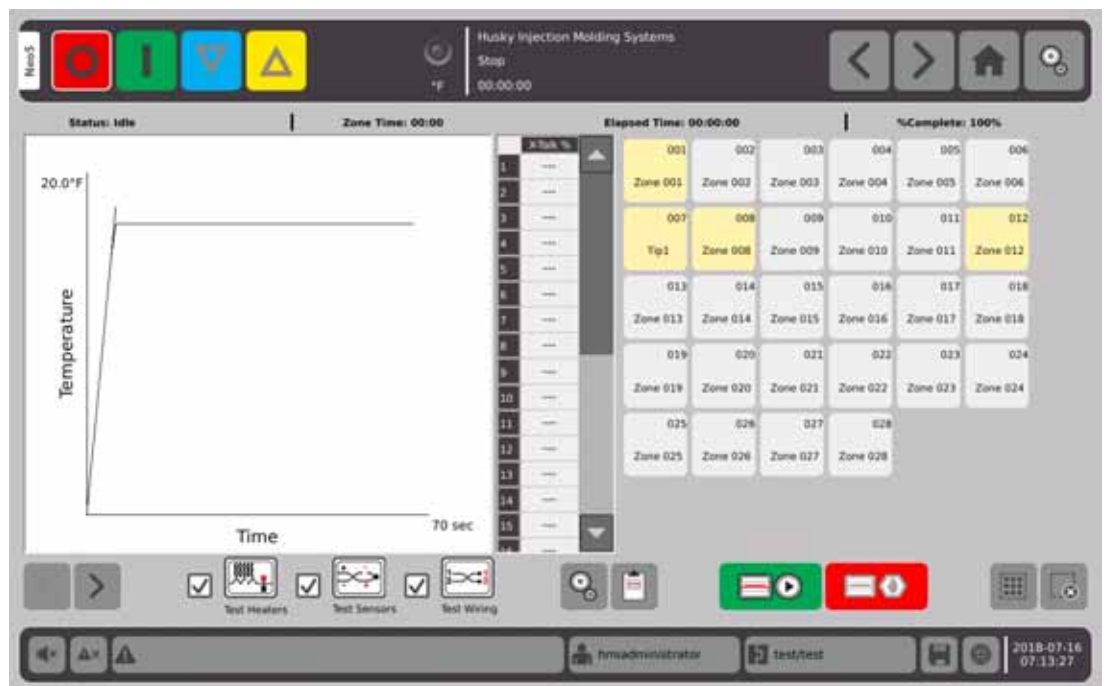 Neo5
Husky Injection Molding Systems
Stop
°F
00:00:00
Status: Idle
Zone Time: 00:00
Elapsed Time: 00:00:00
%Complete: 100%
X-Talk %
1 ---
2 ---
3 ---
4 ---
5 ---
6 ---
7 ---
8 ---
9 ---
10 ---
11 ---
12 ---
13 ---
14 ---
15 ---
20.0°F
Temperature
Time
70 sec
001 002 003 004 005 006
Zone 001 Zone 002 Zone 003 Zone 004 Zone 005 Zone 006
007 008 009 010 011 012
Tip1 Zone 008 Zone 009 Zone 010 Zone 011 Zone 012
013 014 015 016 017 018
Zone 013 Zone 014 Zone 015 Zone 016 Zone 017 Zone 018
019 020 021 022 023 024
Zone 019 Zone 020 Zone 021 Zone 022 Zone 023 Zone 024
025 026 027 028
Zone 025 Zone 026 Zone 027 Zone 028
Test Heaters
Test Sensors
Test Wiring
hmsadministrator
test/test
2018-07-16
07:13:27